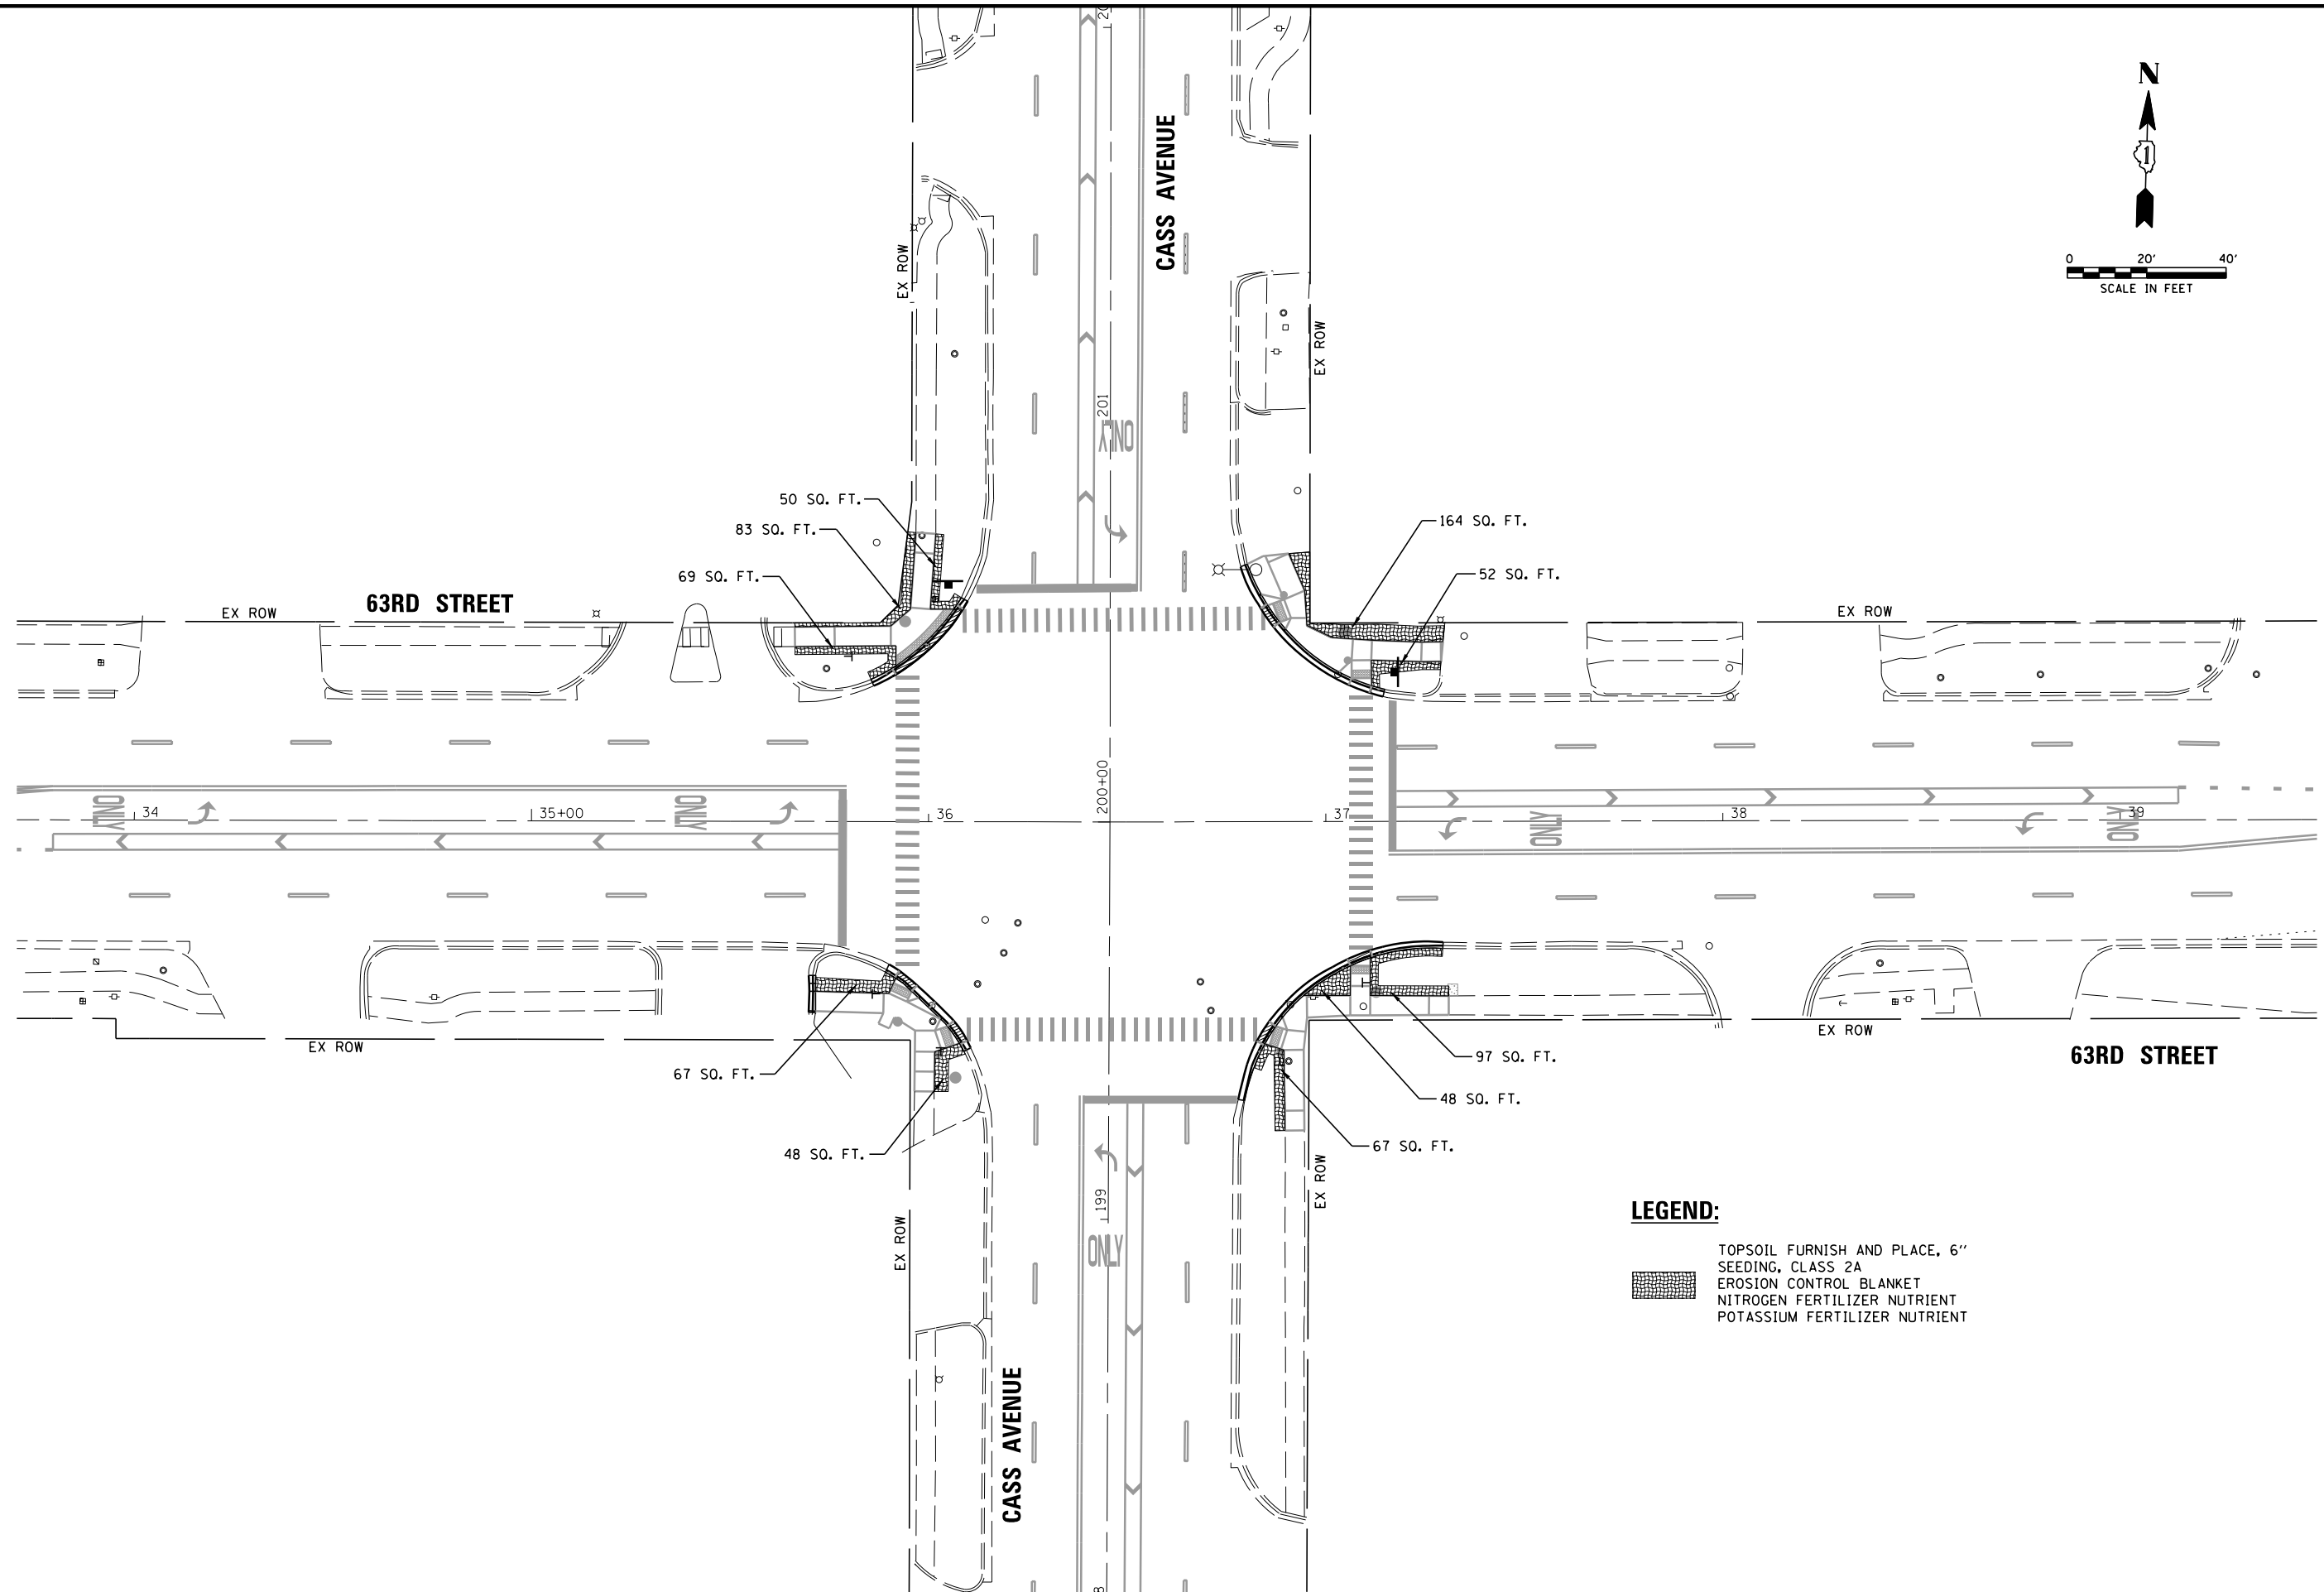 20
N
CASS AVENUE
0 20' 40'
SCALE IN FEET
EX ROW
EX ROW
201
ONLY
50 SQ. FT.
83 SQ. FT.
69 SQ. FT.
164 SQ. FT.
52 SQ. FT.
63RD STREET
EX ROW
EX ROW
200+00
ONLY
34
35+00
ONLY
36
37
ONLY
38
ONLY
39
EX ROW
67 SQ. FT.
48 SQ. FT.
97 SQ. FT.
48 SQ. FT.
67 SQ. FT.
EX ROW
63RD STREET
EX ROW
EX ROW
199
ONLY
LEGEND:
TOPSOIL FURNISH AND PLACE, 6''
SEEDING, CLASS 2A
EROSION CONTROL BLANKET
NITROGEN FERTILIZER NUTRIENT
POTASSIUM FERTILIZER NUTRIENT
CASS AVENUE
8